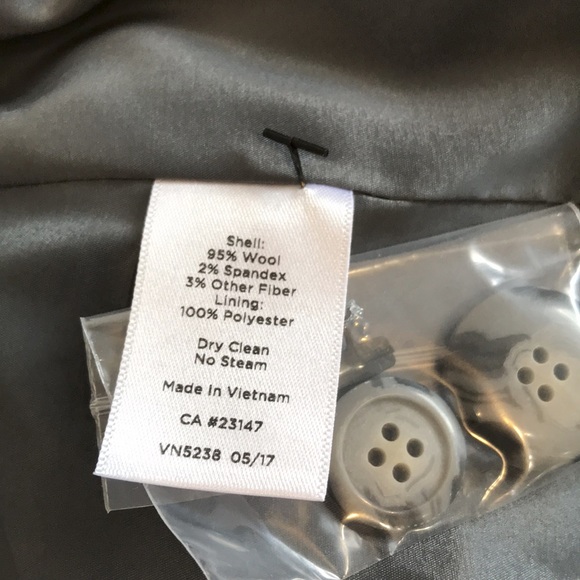 Shell:
95% Wool
2% Spandex
3% Other Fiber
Lining:
100% Polyester
Dry Clean
No Steam
Made In Vietnam
CA #23147
VN5238 05/17